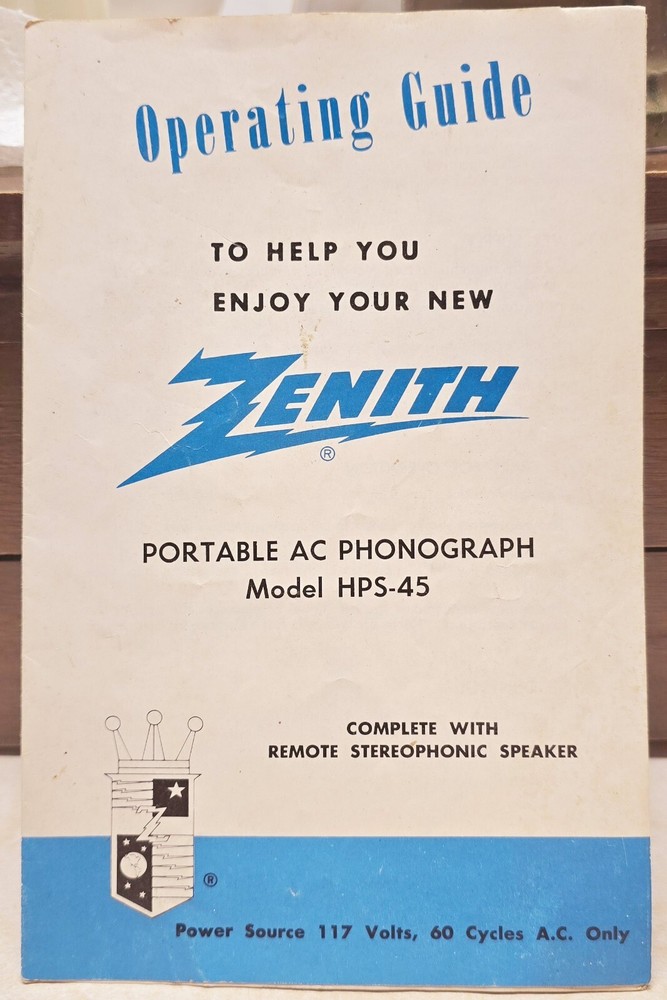 Operating Guide
TO HELP YOU
ENJOY YOUR NEW
ZENITH
®
PORTABLE AC PHONOGRAPH
Model HPS-45
COMPLETE WITH
REMOTE STEREOPHONIC SPEAKER
®
Power Source 117 Volts, 60 Cycles A.C. Only